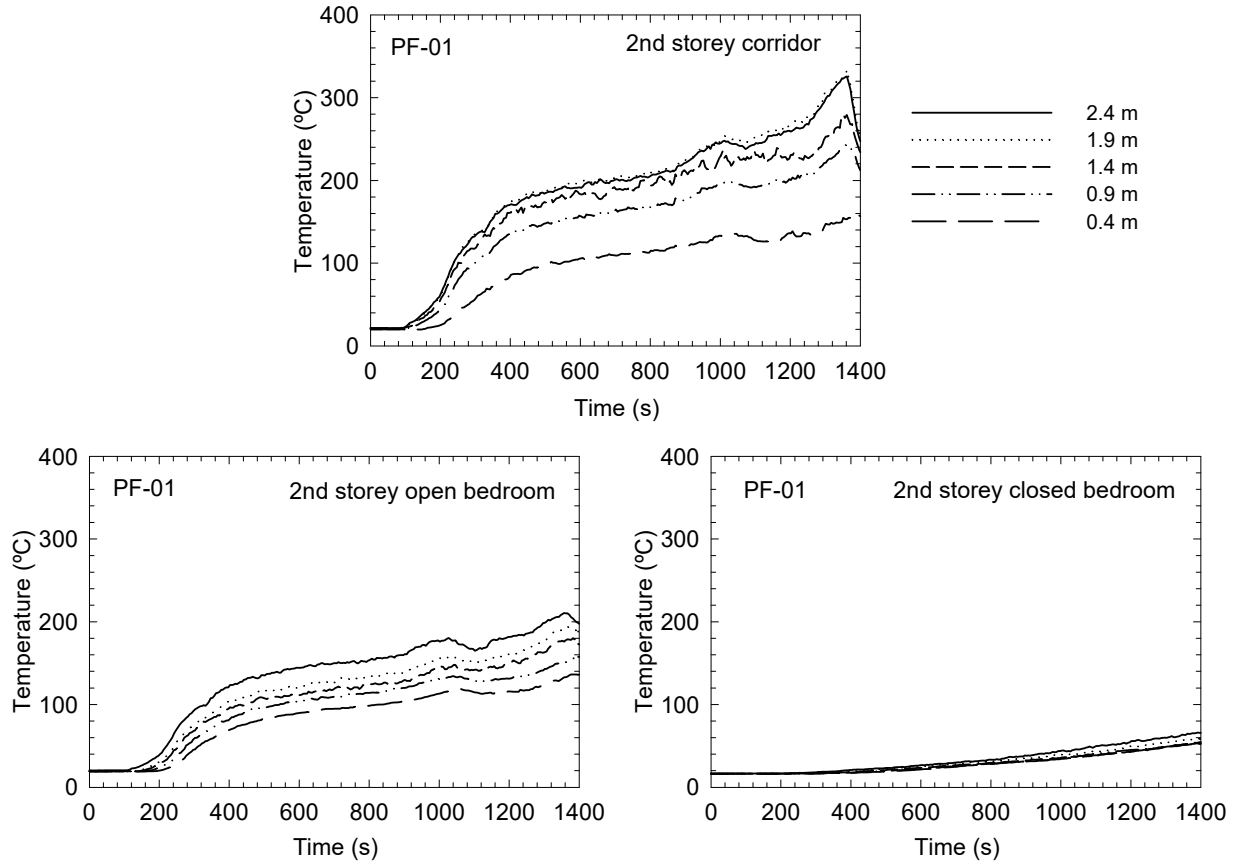 PF-01
2nd storey corridor
Temperature (ºC)
400
300
200
100
0
0 200 400 600 800 1000 1200 1400
Time (s)
2.4 m
1.9 m
1.4 m
0.9 m
0.4 m
PF-01
2nd storey open bedroom
Temperature (ºC)
400
300
200
100
0
0 200 400 600 800 1000 1200 1400
Time (s)
PF-01
2nd storey closed bedroom
Temperature (ºC)
400
300
200
100
0
0 200 400 600 800 1000 1200 1400
Time (s)